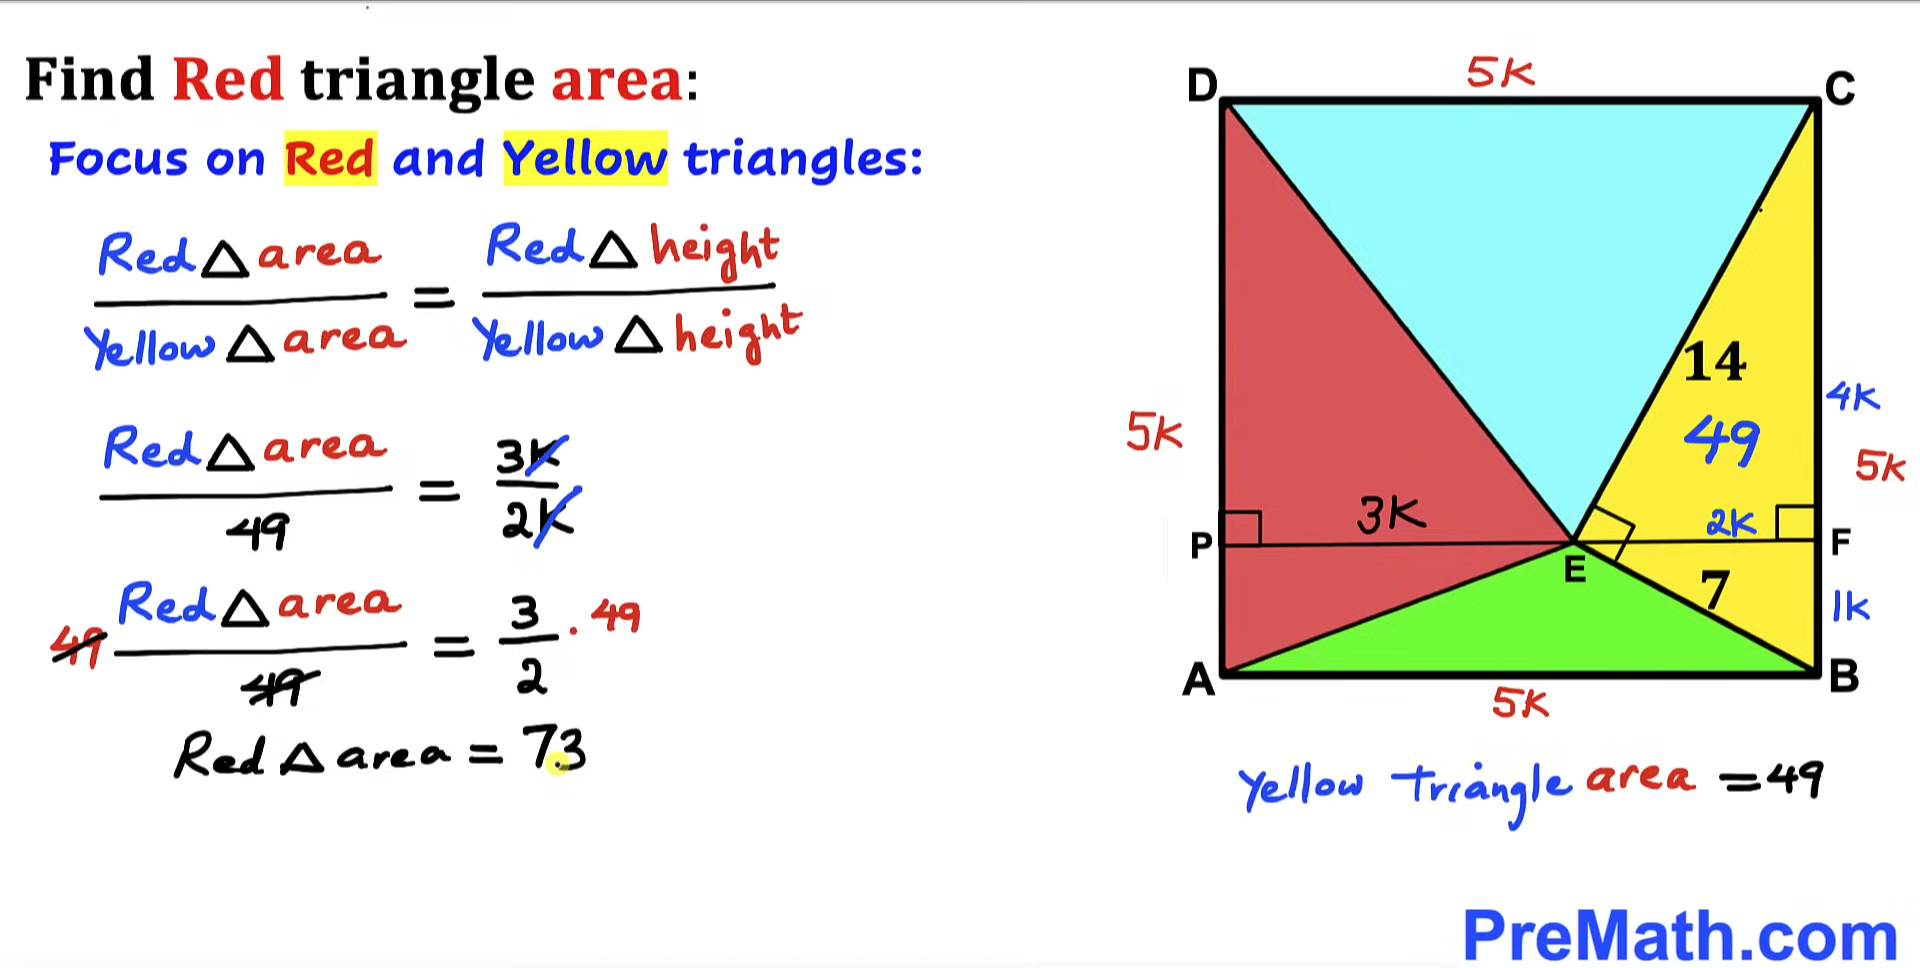 Find Red triangle area:
Focus on Red and Yellow triangles:
Red △ area / Yellow △ area = Red △ height / Yellow △ height
Red △ area / 49 = 3k / 2k
49 Red △ area / 49 = 3 / 2 . 49
Red △ area = 73
D
5k
C
14
4k
49
5k
5k
3k
2k
P
F
E
7
1k
A
B
5k
Yellow Triangle area = 49
PreMath.com